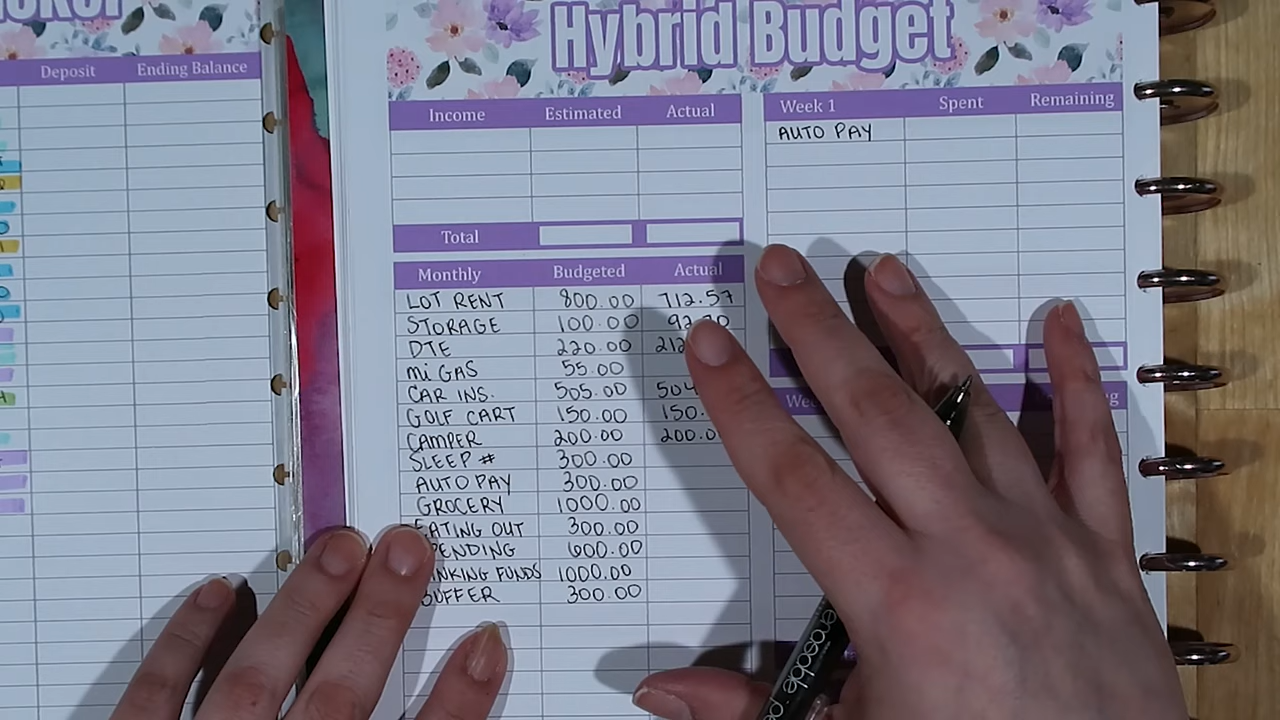 Hybrid Budget
Deposit Ending Balance
Income Estimated Actual
Total
Monthly Budgeted Actual
LOT RENT 800.00 712.57
STORAGE 100.00
DTE 220.00
mi GAS 55.00
CAR INS. 505.00
GOLF CART 150.00
CAMPER 200.00
SLEEP # 300.00
AUTO PAY 300.00
GROCERY 1000.00
EATING OUT 300.00
600.00
FUNDS 1000.00
300.00
Week 1 Spent Remaining
AUTO PAY